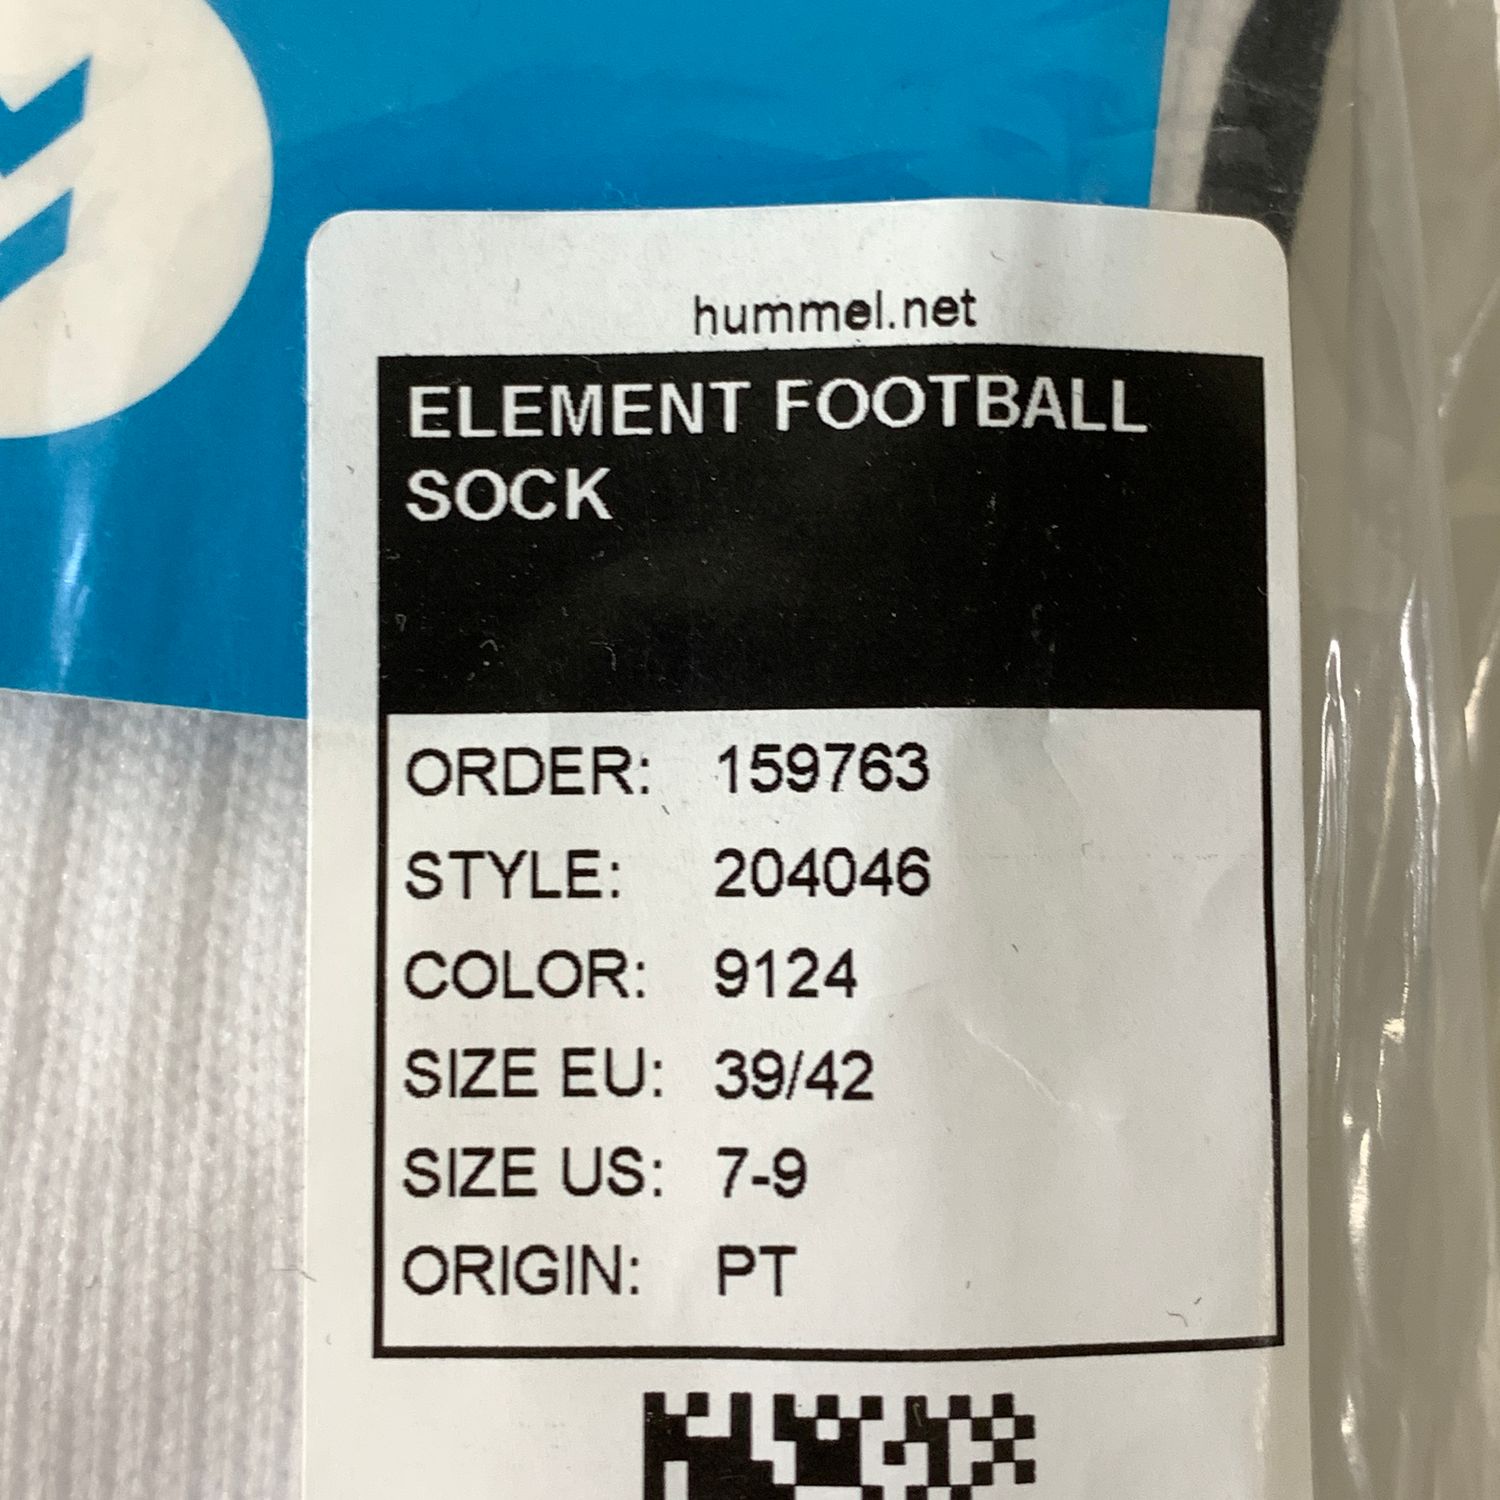 hummel.net
ELEMENT FOOTBALL
SOCK
ORDER: 159763
STYLE: 204046
COLOR: 9124
SIZE EU: 39/42
SIZE US: 7-9
ORIGIN: PT